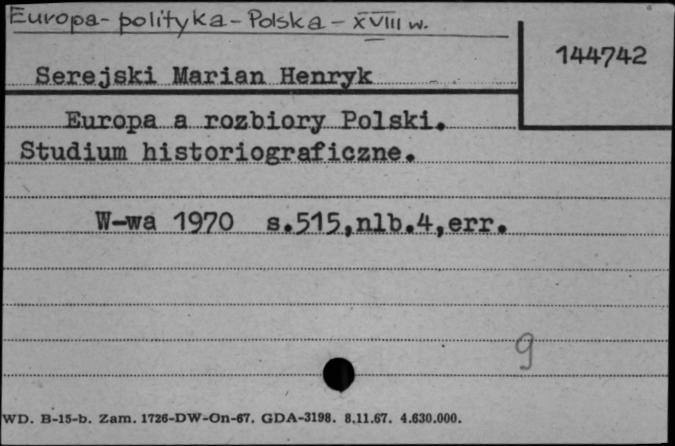 Europa - polityka - Polska - XVIII w.
144742
Serejski Marian Henryk
Europa a rozbiory Polski.
Studium historiograficzne.
W-wa 1970 s.515,nlb.4,err.
9
WD. B-15-b. Zam. 1726-DW-On-67. GDA-3198. 8.11.67. 4.630.000.